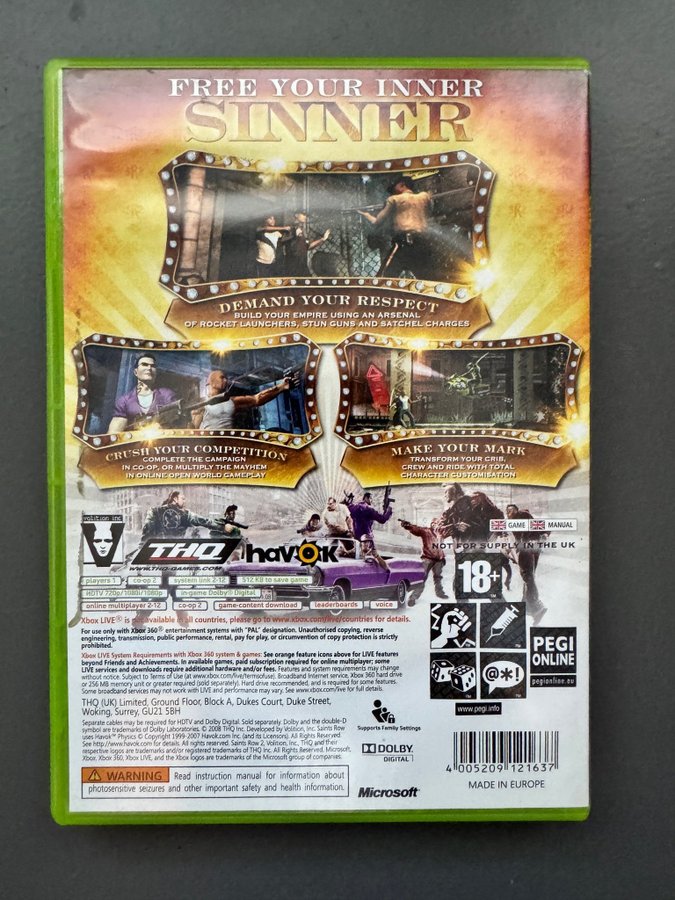 FREE YOUR INNER
SINNER
DEMAND YOUR RESPECT
BUILD YOUR EMPIRE USING AN ARSENAL
OF ROCKET LAUNCHERS, STUN GUNS AND SATCHEL CHARGES
CRUSH YOUR COMPETITION
COMPLETE THE CAMPAIGN
IN CO-OP, OR MULTIPLY THE MAYHEM
IN ONLINE OPEN WORLD GAMEPLAY
MAKE YOUR MARK
TRANSFORM YOUR CRIB,
CREW AND RIDE WITH TOTAL
CHARACTER CUSTOMISATION
volition inc
THQ
WWW.THQ-GAMES.COM
havok
GAME MANUAL
NOT FOR SUPPLY IN THE UK
players 1 co-op 2 system link 2-12 512 KB to save game
HDTV 720p/1080i/1080p in-game Dolby® Digital
online multiplayer 2-12 co-op 2 game-content download leaderboards voice
Xbox LIVE® is not available in all countries, please go to www.xbox.com/live/countries for details.
For use only with Xbox 360® entertainment systems with "PAL" designation. Unauthorised copying, reverse
engineering, transmission, public performance, rental, pay for play, or circumvention of copy protection is strictly
prohibited.
Xbox LIVE System Requirements with Xbox 360 system & games: See orange feature icons above for LIVE features
beyond Friends and Achievements. In available games, paid subscription required for online multiplayer; some
LIVE services and downloads require additional hardware and/or fees. Features and system requirements may change
without notice. Subject to Terms of Use (at www.xbox.com/live/termsofuse). Broadband Internet service, Xbox 360 hard drive
or 256 MB memory unit or greater required (sold separately). Hard drive recommended, and is required for some features.
Some broadband services may not work with LIVE and performance may vary. See www.xbox.com/live for full details.
THQ (UK) Limited, Ground Floor, Block A, Dukes Court, Duke Street,
Woking, Surrey, GU21 5BH
Separate cables may be required for HDTV and Dolby Digital. Sold separately. Dolby and the double-D
symbol are trademarks of Dolby Laboratories. © 2008 THQ Inc. Developed by Volition, Inc. Saints Row
uses Havok™ Physics © Copyright 1999-2007 Havok.com Inc. (and its Licensors). All Rights Reserved.
See http://www.havok.com for details. All rights reserved. Saints Row 2, Volition, Inc., THQ and their
respective logos are trademarks and/or registered trademarks of THQ Inc. All Rights Reserved. Microsoft,
Xbox, Xbox 360, Xbox LIVE, and the Xbox logos are trademarks of the Microsoft group of companies.
WARNING Read instruction manual for information about
photosensitive seizures and other important safety and health information.
18+
@*!
PEGI
ONLINE
pegionline.eu
www.pegi.info
Supports Family Settings
DOLBY
DIGITAL
Microsoft
4 005209 121637
MADE IN EUROPE